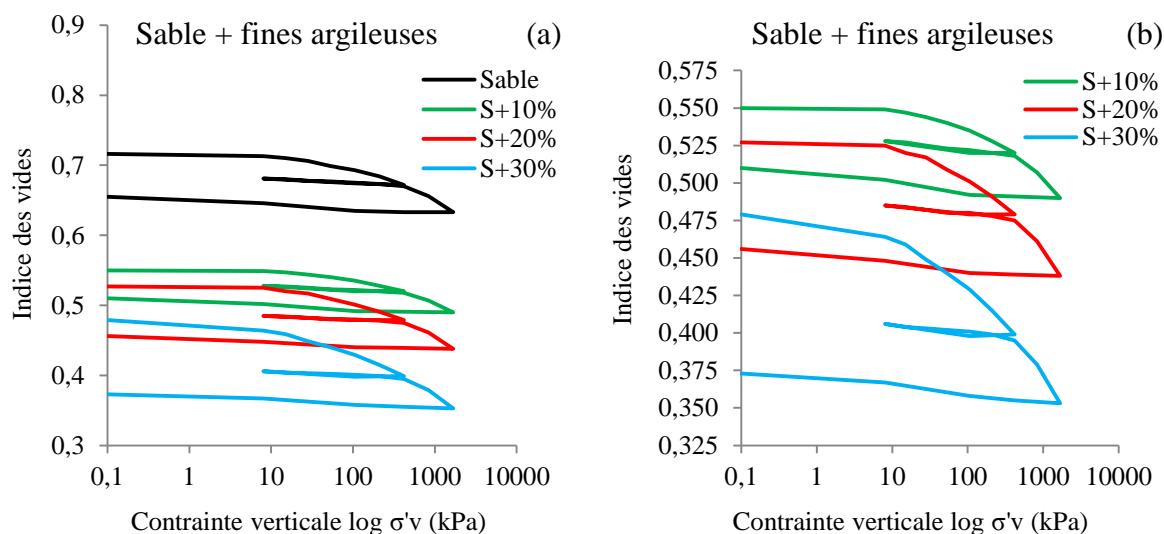 Sable + fines argileuses (a)
Sable
S+10%
S+20%
S+30%
Indice des vides
0,9
0,8
0,7
0,6
0,5
0,4
0,3
0,1 1 10 100 1000 10000
Contrainte verticale log σ'v (kPa)
Sable + fines argileuses (b)
S+10%
S+20%
S+30%
Indice des vides
0,575
0,550
0,525
0,500
0,475
0,450
0,425
0,400
0,375
0,350
0,325
0,1 1 10 100 1000 10000
Contrainte verticale log σ'v (kPa)